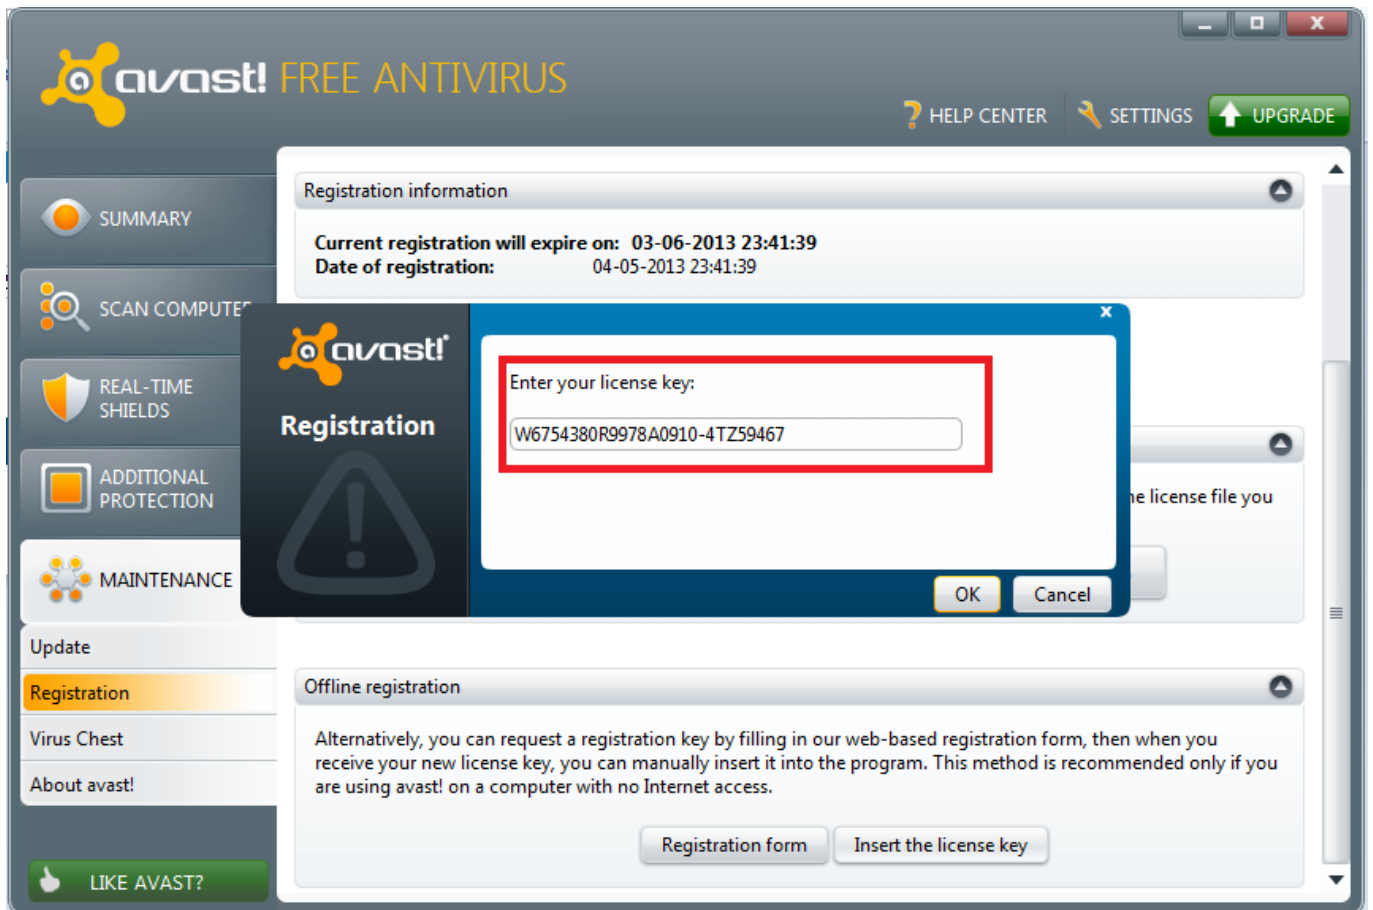 avast! FREE ANTIVIRUS
HELP CENTER
SETTINGS
UPGRADE
SUMMARY
SCAN COMPUTER
REAL-TIME
SHIELDS
ADDITIONAL
PROTECTION
MAINTENANCE
Update
Registration
Virus Chest
About avast!
LIKE AVAST?
Registration information
Current registration will expire on: 03-06-2013 23:41:39
Date of registration: 04-05-2013 23:41:39
avast!
Registration
x
Enter your license key:
W6754380R9978A0910-4TZ59467
OK
Cancel
he license file you
Offline registration
Alternatively, you can request a registration key by filling in our web-based registration form, then when you
receive your new license key, you can manually insert it into the program. This method is recommended only if you
are using avast! on a computer with no Internet access.
Registration form
Insert the license key